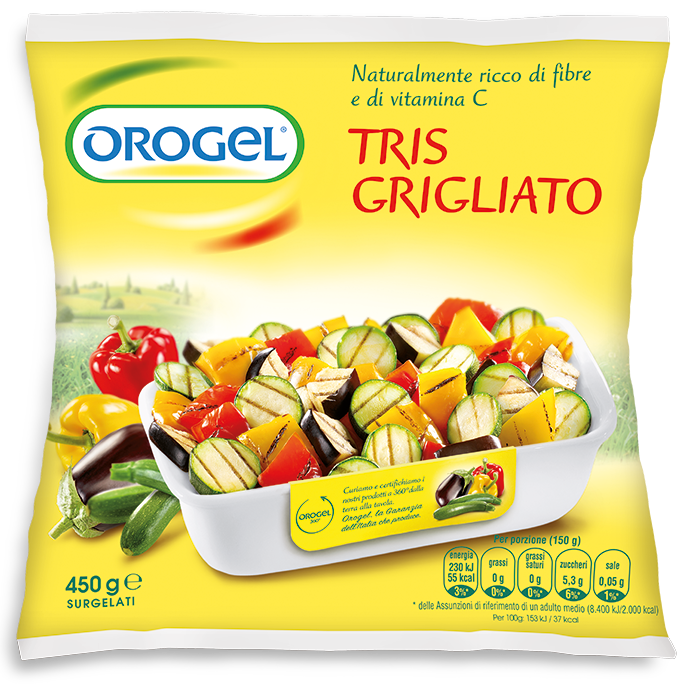 Naturalmente ricco di fibre
e di vitamina C
OROGEL®
TRIS
GRIGLIATO
OROGEL
360°
Curiamo e certifichiamo i
nostri prodotti a 360° dalla
terra alla tavola.
Orogel, la Garanzia
dell'Italia che produce.
450 g e
SURGELATI
Per porzione (150 g)
energia
230 kJ
55 kcal
3%*
grassi
0 g
0%*
grassi
saturi
0 g
0%*
zuccheri
5,3 g
6%*
sale
0,05 g
1%*
* delle Assunzioni di riferimento di un adulto medio (8.400 kJ/2.000 kcal)
Per 100g: 153 kJ / 37 kcal